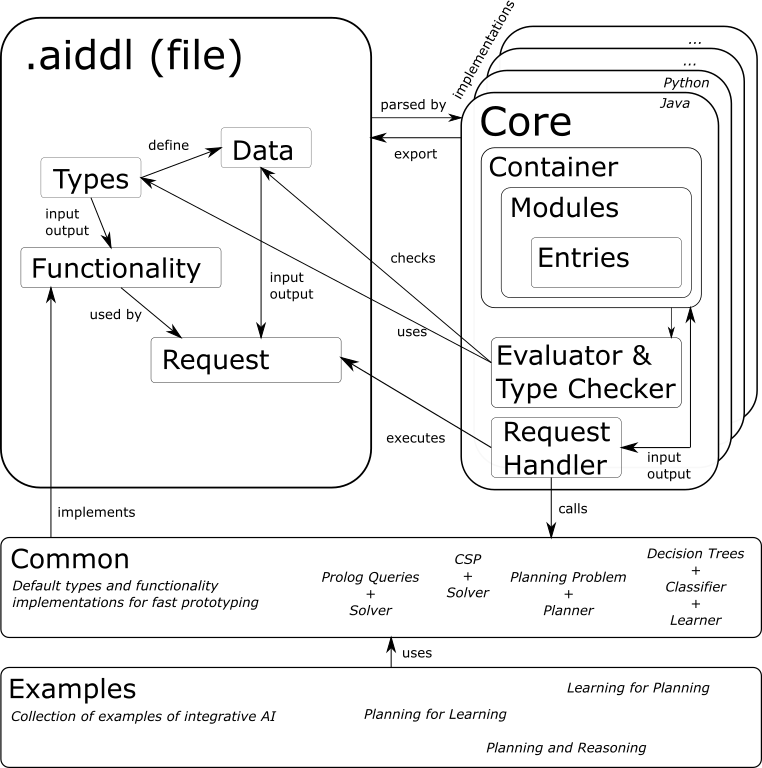 .aiddl (file)
define
Data
Types
input
output
Functionality
input
output
used by
Request
parsed by
export
checks
uses
executes
implements
implementations
...
...
Python
Java
Core
Container
Modules
Entries
Evaluator &
Type Checker
Request
Handler
input
output
calls
Common
Default types and functionality
implementations for fast prototyping
Prolog Queries
+
Solver
CSP
+
Solver
Planning Problem
+
Planner
Decision Trees
+
Classifier
+
Learner
uses
Examples
Collection of examples of integrative AI
Learning for Planning
Planning for Learning
Planning and Reasoning